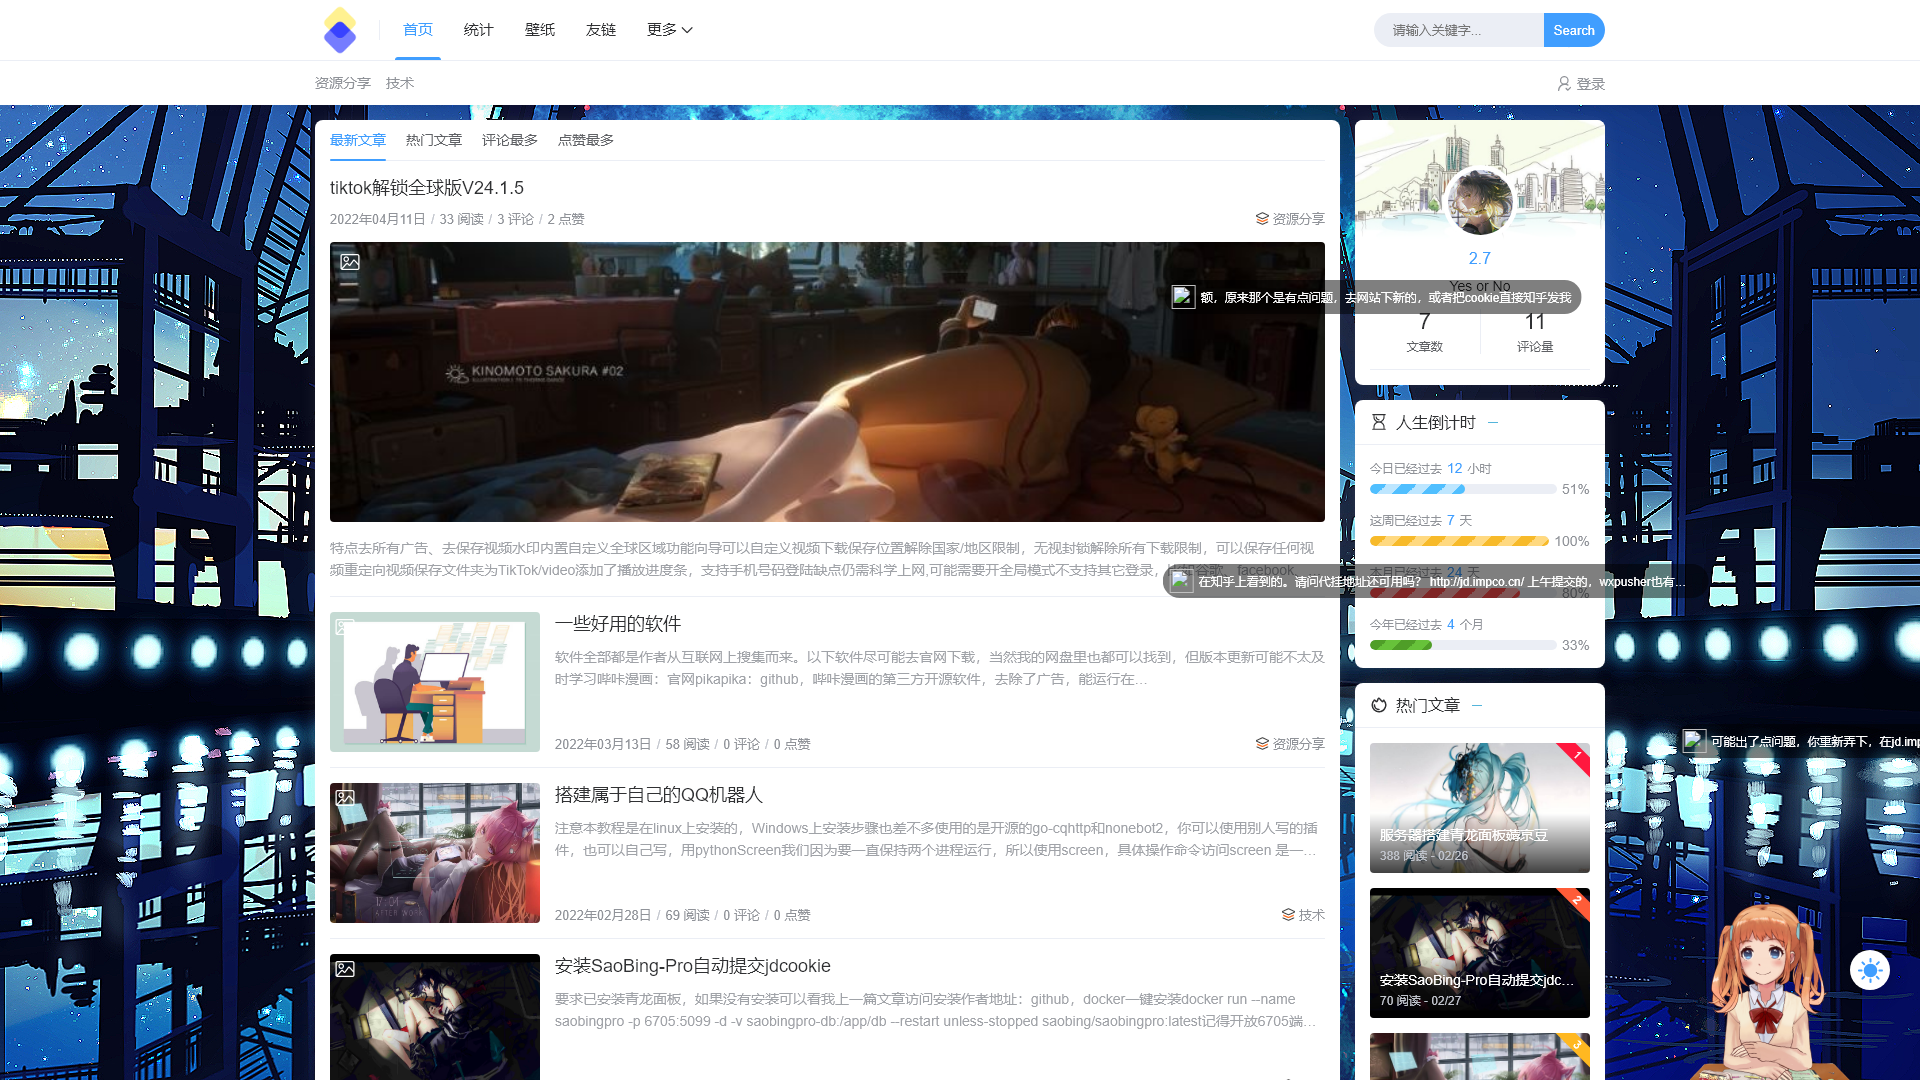 首页 统计 壁纸 友链 更多
请输入关键字... Search
资源分享 技术
登录
最新文章 热门文章 评论最多 点赞最多
tiktok解锁全球版V24.1.5
2022年04月11日 / 33 阅读 / 3 评论 / 2 点赞
资源分享
KINOMOTO SAKURA #02
特点去所有广告、去保存视频水印内置自定义全球区域功能向导可以自定义视频下载保存位置解除国家/地区限制，无视封锁解除所有下载限制，可以保存任何视
频重定向视频保存文件夹为TikTok/video添加了播放进度条，支持手机号码登陆缺点仍需科学上网,可能需要开全局模式不支持其它登录，
一些好用的软件
软件全部都是作者从互联网上搜集而来。以下软件尽可能去官网下载，当然我的网盘里也都可以找到，但版本更新可能不太及
时学习哔咔漫画：官网pikapika：github，哔咔漫画的第三方开源软件，去除了广告，能运行在…
2022年03月13日 / 58 阅读 / 0 评论 / 0 点赞
资源分享
搭建属于自己的QQ机器人
注意本教程是在linux上安装的，Windows上安装步骤也差不多使用的是开源的go-cqhttp和nonebot2，你可以使用别人写的插
件，也可以自己写，用pythonScreen我们因为要一直保持两个进程运行，所以使用screen，具体操作命令访问screen 是一…
2022年02月28日 / 69 阅读 / 0 评论 / 0 点赞
技术
安装SaoBing-Pro自动提交jdcookie
要求已安装青龙面板，如果没有安装可以看我上一篇文章访问安装作者地址：github，docker一键安装docker run --name
saobingpro -p 6705:5099 -d -v saobingpro-db:/app/db --restart unless-stopped saobing/saobingpro:latest记得开放6705端…
2.7
Yes or No
额，原来那个是有点问题，去网站下新的，或者把cookie直接知乎发我
7 11
文章数 评论量
人生倒计时
今日已经过去 12 小时
51%
这周已经过去 7 天
100%
本月已经过去 24 天
在知乎上看到的。请问代挂地址还可用吗？ http://jd.impco.cn/ 上午提交的，wxpusher也有…
80%
今年已经过去 4 个月
33%
热门文章
可能出了点问题，你重新弄下，在jd.imp
1
服务器搭建青龙面板薅京豆
388 阅读 - 02/26
2
安装SaoBing-Pro自动提交jdc…
70 阅读 - 02/27
3